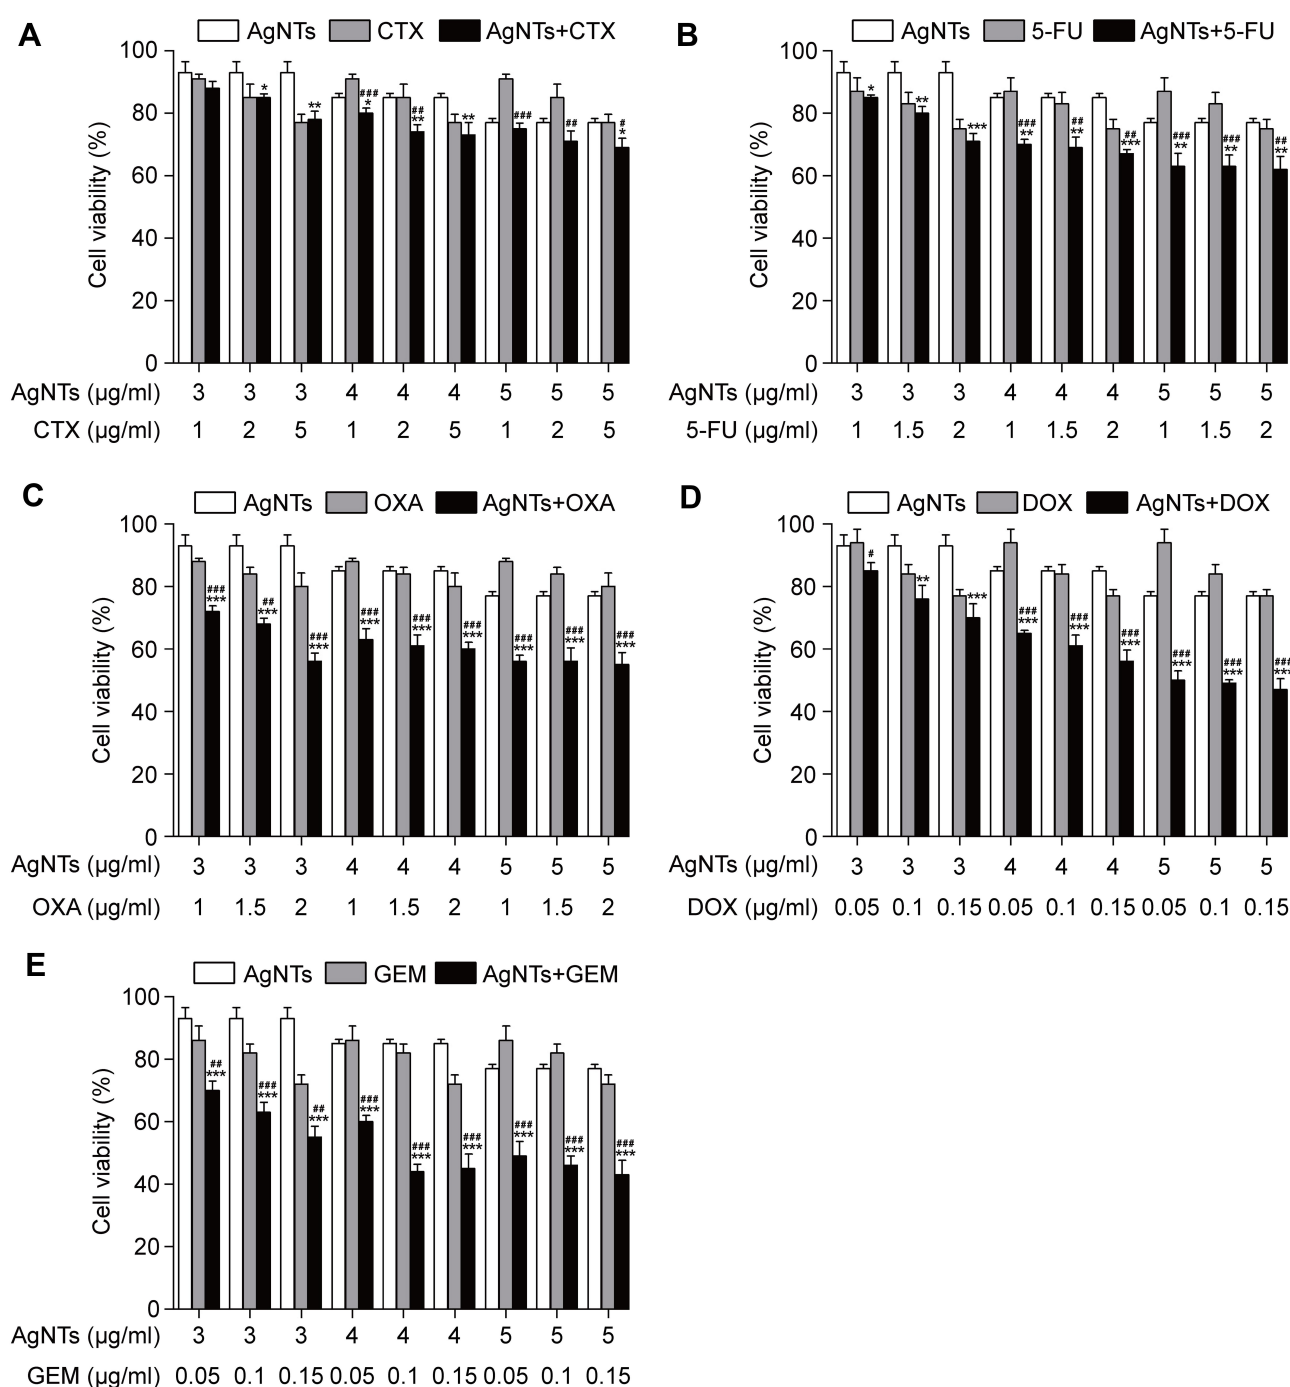 A
AgNTs CTX AgNTs+CTX
100
80
60
40
20
0
Cell viability (%)
* ** ### * ## ** ** ### ## # *
AgNTs (µg/ml) 3 3 3 4 4 4 5 5 5
CTX (µg/ml) 1 2 5 1 2 5 1 2 5
B
AgNTs 5-FU AgNTs+5-FU
100
80
60
40
20
0
Cell viability (%)
* ** *** ### ** ## ** ## *** ### ** ### ** ## **
AgNTs (µg/ml) 3 3 3 4 4 4 5 5 5
5-FU (µg/ml) 1 1.5 2 1 1.5 2 1 1.5 2
C
AgNTs OXA AgNTs+OXA
100
80
60
40
20
0
Cell viability (%)
### *** ## *** ### *** ### *** ### *** ### *** ### *** ### *** ### ***
AgNTs (µg/ml) 3 3 3 4 4 4 5 5 5
OXA (µg/ml) 1 1.5 2 1 1.5 2 1 1.5 2
D
AgNTs DOX AgNTs+DOX
100
80
60
40
20
0
Cell viability (%)
# ** *** ### *** ### *** ### *** ### *** ### *** ### ***
AgNTs (µg/ml) 3 3 3 4 4 4 5 5 5
DOX (µg/ml) 0.05 0.1 0.15 0.05 0.1 0.15 0.05 0.1 0.15
E
AgNTs GEM AgNTs+GEM
100
80
60
40
20
0
Cell viability (%)
## *** ### *** ## *** ### *** ### *** ### *** ### *** ### *** ### ***
AgNTs (µg/ml) 3 3 3 4 4 4 5 5 5
GEM (µg/ml) 0.05 0.1 0.15 0.05 0.1 0.15 0.05 0.1 0.15